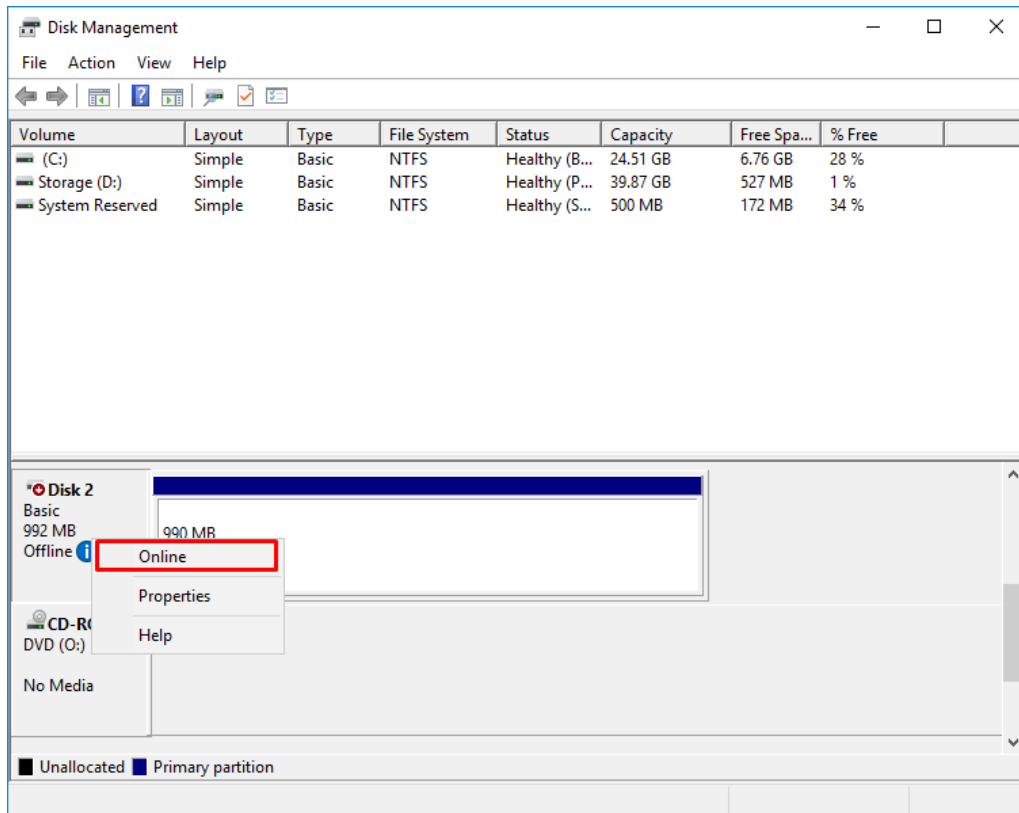 Disk Management
File Action View Help
Volume Layout Type File System Status Capacity Free Spa... % Free
(C:) Simple Basic NTFS Healthy (B... 24.51 GB 6.76 GB 28 %
Storage (D:) Simple Basic NTFS Healthy (P... 39.87 GB 527 MB 1 %
System Reserved Simple Basic NTFS Healthy (S... 500 MB 172 MB 34 %
Disk 2
Basic
992 MB 990 MB
Offline
Online
Properties
Help
CD-RO
DVD (O:)
No Media
Unallocated Primary partition